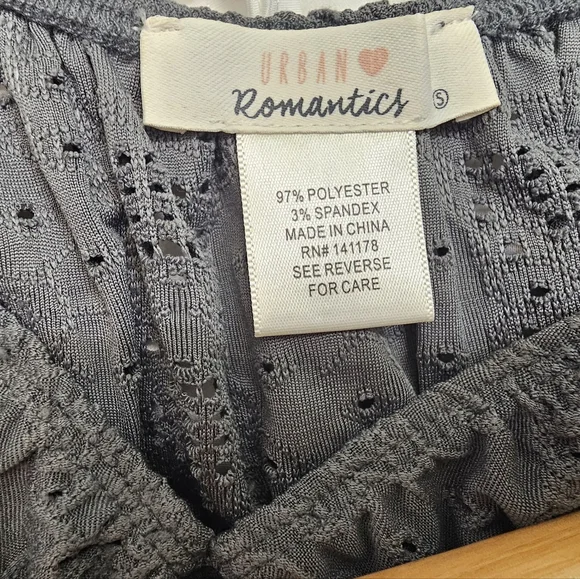 URBAN
Romantics
S
97% POLYESTER
3% SPANDEX
MADE IN CHINA
RN# 141178
SEE REVERSE
FOR CARE